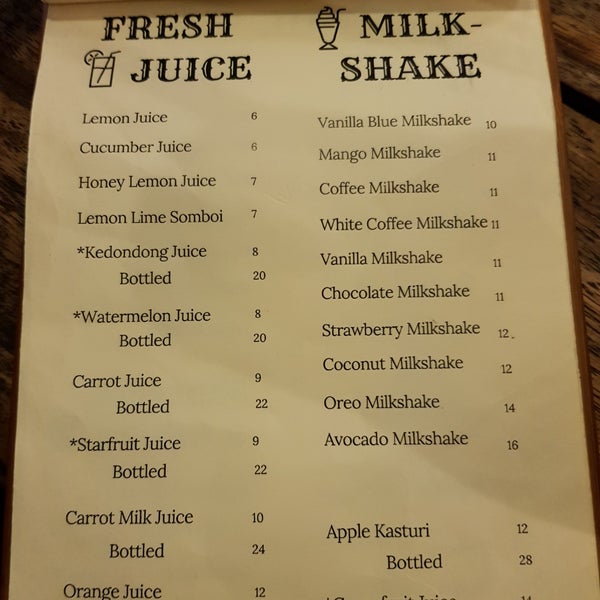 FRESH
JUICE
Lemon Juice 6
Cucumber Juice 6
Honey Lemon Juice 7
Lemon Lime Somboi 7
*Kedondong Juice 8
Bottled 20
*Watermelon Juice 8
Bottled 20
Carrot Juice 9
Bottled 22
*Starfruit Juice 9
Bottled 22
Carrot Milk Juice 10
Bottled 24
Orange Juice 12
MILK-
SHAKE
Vanilla Blue Milkshake 10
Mango Milkshake 11
Coffee Milkshake 11
White Coffee Milkshake 11
Vanilla Milkshake 11
Chocolate Milkshake 11
Strawberry Milkshake 12
Coconut Milkshake 12
Oreo Milkshake 14
Avocado Milkshake 16
Apple Kasturi 12
Bottled 28